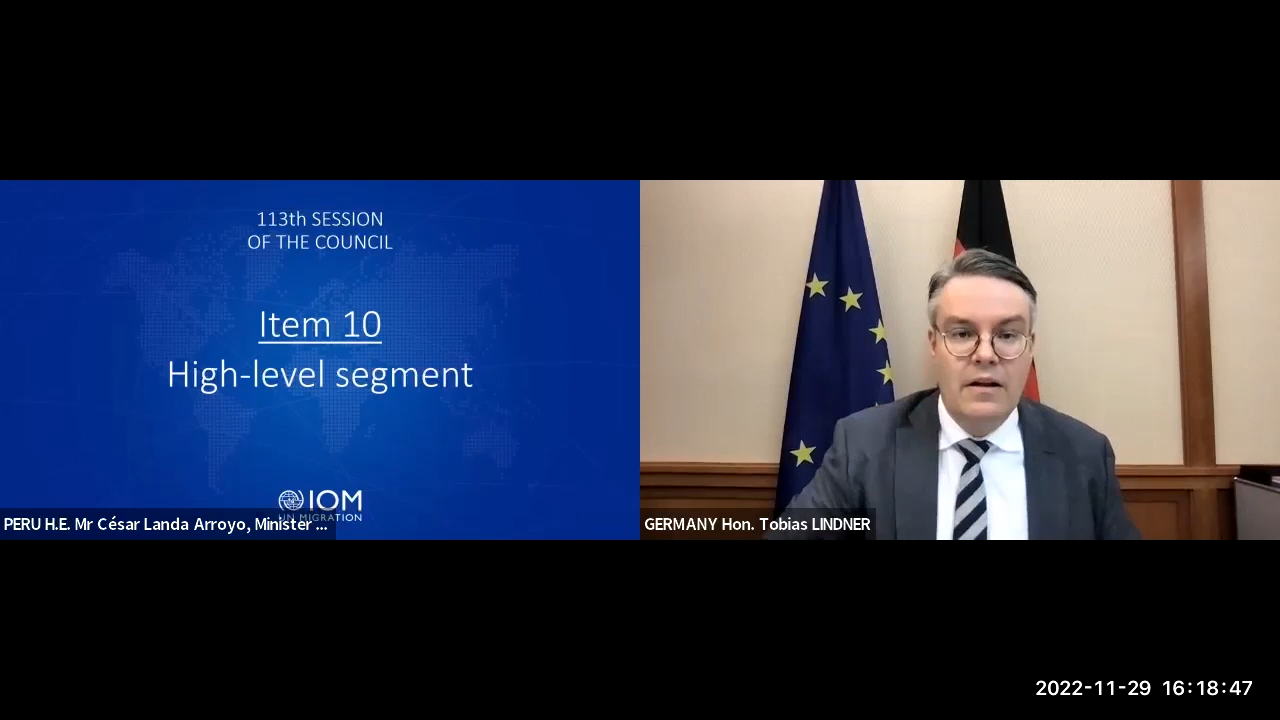 113th SESSION
OF THE COUNCIL
Item 10
High-level segment
IOM
UN MIGRATION
PERU H.E. Mr César Landa Arroyo, Minister ...
GERMANY Hon. Tobias LINDNER
2022-11-29 16:18:47